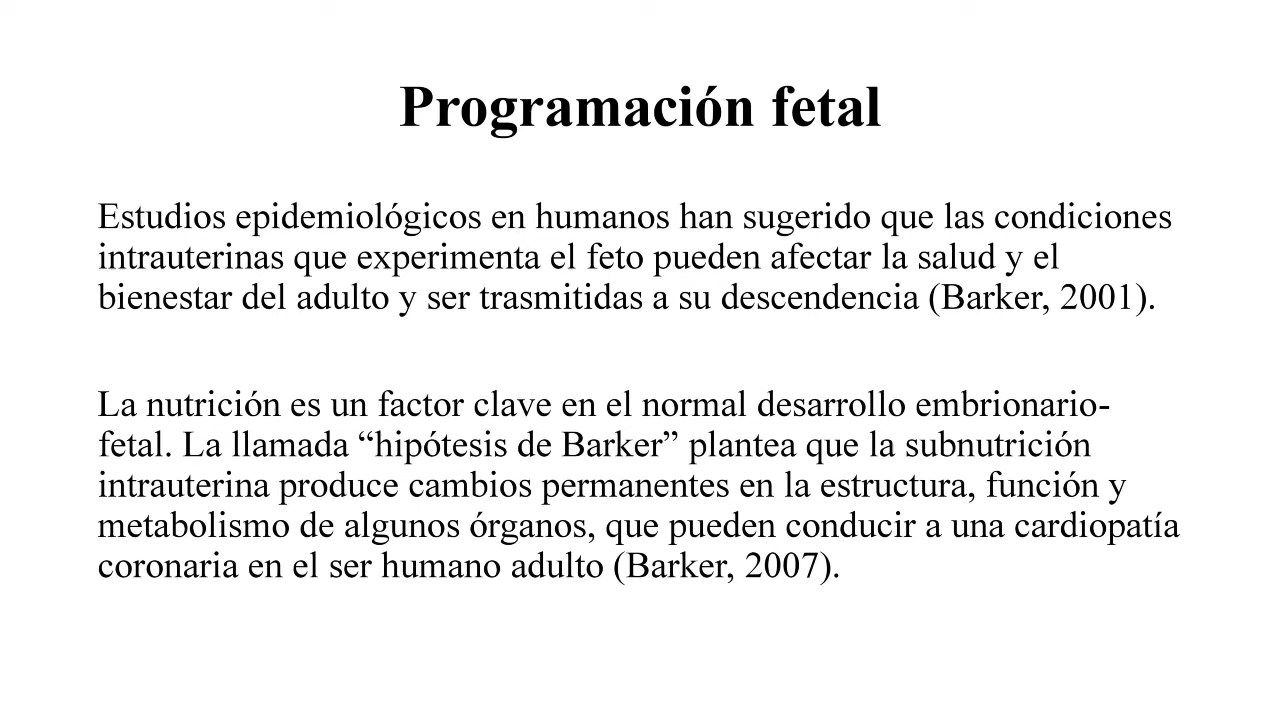 Programación fetal
Estudios epidemiológicos en humanos han sugerido que las condiciones
intrauterinas que experimenta el feto pueden afectar la salud y el
bienestar del adulto y ser trasmitidas a su descendencia (Barker, 2001).
La nutrición es un factor clave en el normal desarrollo embrionario-
fetal. La llamada “hipótesis de Barker” plantea que la subnutrición
intrauterina produce cambios permanentes en la estructura, función y
metabolismo de algunos órganos, que pueden conducir a una cardiopatía
coronaria en el ser humano adulto (Barker, 2007).